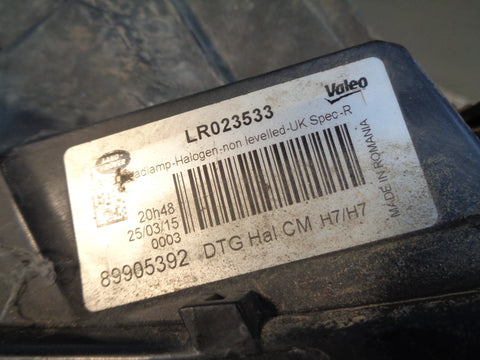 Valeo
LR023533
Headlamp-Halogen-non levelled-UK Spec-R
20h48
25/03/15
0003
MADE IN ROMANIA
89905392 DTG Hal CM H7/H7